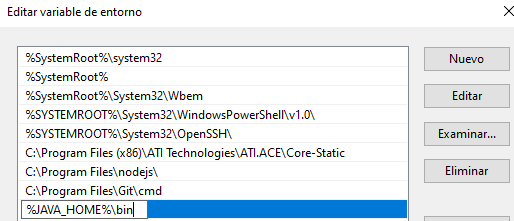 Editar variable de entorno
%SystemRoot%\system32
%SystemRoot%
%SystemRoot%\System32\Wbem
%SYSTEMROOT%\System32\WindowsPowerShell\v1.0\
%SYSTEMROOT%\System32\OpenSSH\
C:\Program Files (x86)\ATI Technologies\ATI.ACE\Core-Static
C:\Program Files\nodejs\
C:\Program Files\Git\cmd
%JAVA_HOME%\bin
Nuevo
Editar
Examinar...
Eliminar